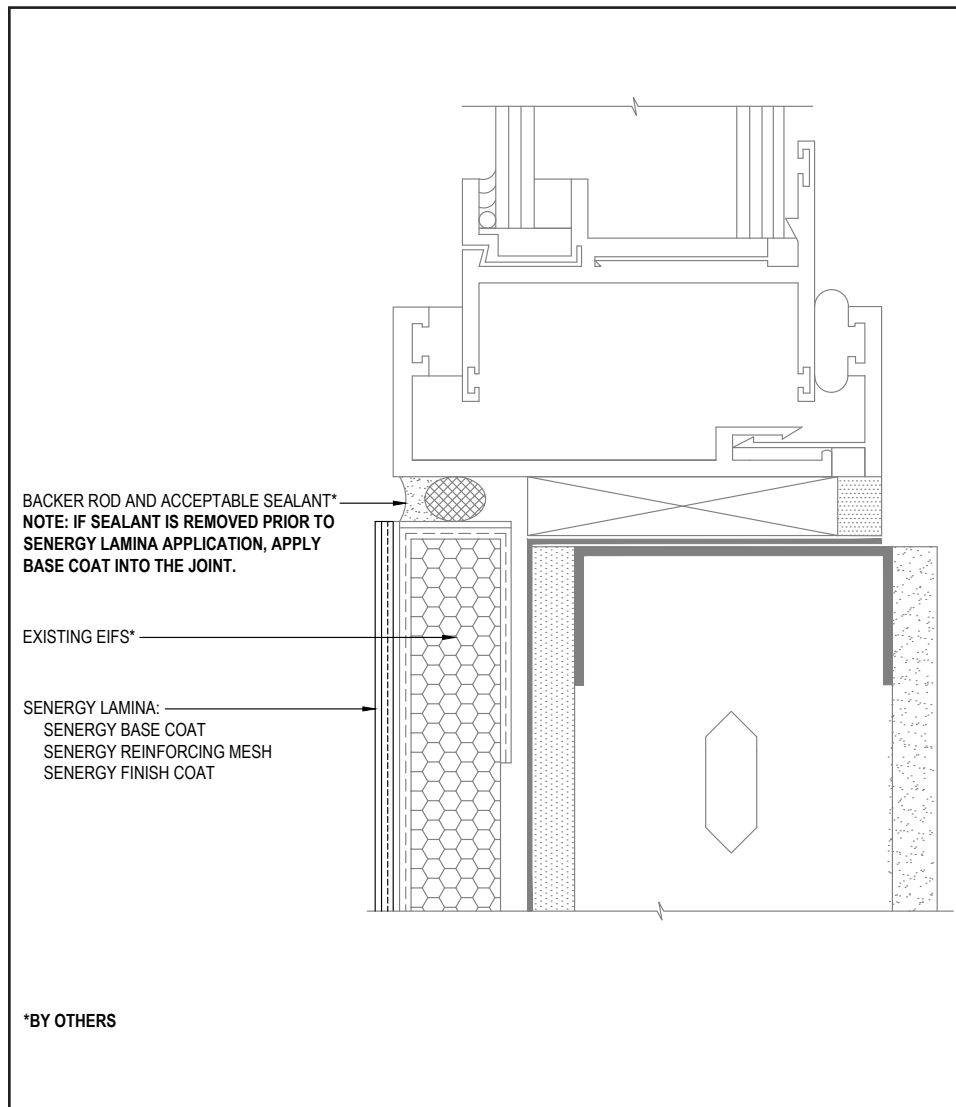 BACKER ROD AND ACCEPTABLE SEALANT*
NOTE: IF SEALANT IS REMOVED PRIOR TO
SENERGY LAMINA APPLICATION, APPLY
BASE COAT INTO THE JOINT.
EXISTING EIFS*
SENERGY LAMINA:
SENERGY BASE COAT
SENERGY REINFORCING MESH
SENERGY FINISH COAT
*BY OTHERS